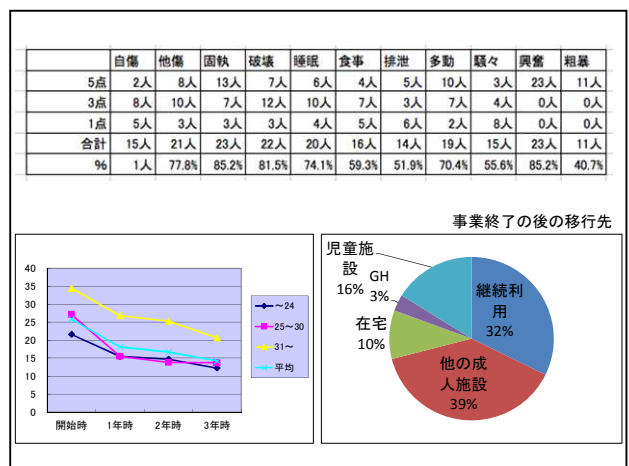 自傷 他傷 固執 破壊 睡眠 食事 排泄 多動 騒々 興奮 粗暴
5点 2人 8人 13人 7人 6人 4人 5人 10人 3人 23人 11人
3点 8人 10人 7人 12人 10人 7人 3人 7人 4人 0人 0人
1点 5人 3人 3人 3人 4人 5人 6人 2人 8人 0人 0人
合計 15人 21人 23人 22人 20人 16人 14人 19人 15人 23人 11人
% 1人 77.8% 85.2% 81.5% 74.1% 59.3% 51.9% 70.4% 55.6% 85.2% 40.7%
事業終了の後の移行先
40
35
30
25
20
15
10
5
0
開始時 1年時 2年時 3年時
～24
25～30
31～
平均
児童施
設
16%
GH
3%
在宅
10%
継続利
用
32%
他の成
人施設
39%